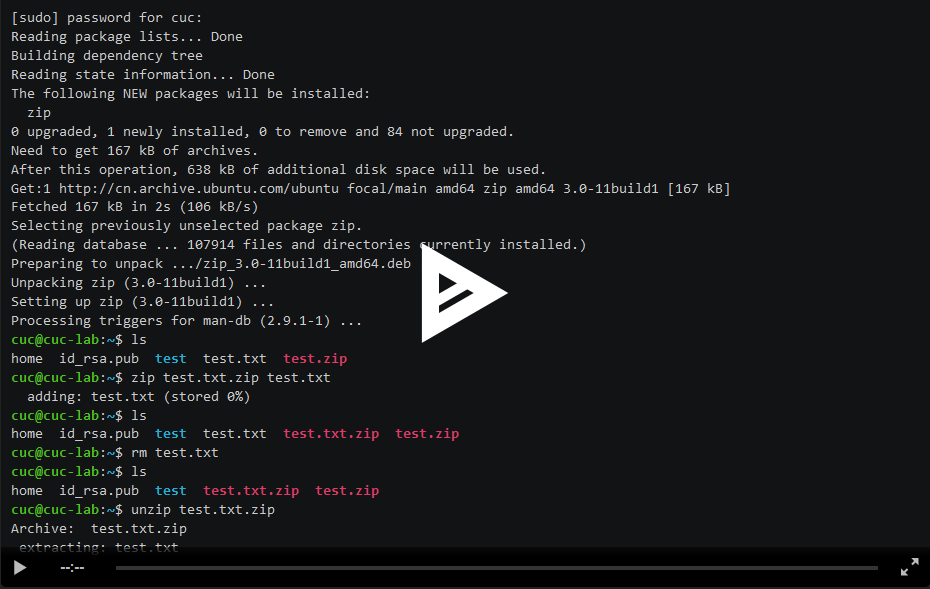 [sudo] password for cuc:
Reading package lists... Done
Building dependency tree
Reading state information... Done
The following NEW packages will be installed:
  zip
0 upgraded, 1 newly installed, 0 to remove and 84 not upgraded.
Need to get 167 kB of archives.
After this operation, 638 kB of additional disk space will be used.
Get:1 http://cn.archive.ubuntu.com/ubuntu focal/main amd64 zip amd64 3.0-11build1 [167 kB]
Fetched 167 kB in 2s (106 kB/s)
Selecting previously unselected package zip.
(Reading database ... 107914 files and directories currently installed.)
Preparing to unpack .../zip_3.0-11build1_amd64.deb
Unpacking zip (3.0-11build1) ...
Setting up zip (3.0-11build1) ...
Processing triggers for man-db (2.9.1-1) ...
cuc@cuc-lab:~$ ls
home  id_rsa.pub  test  test.txt  test.zip
cuc@cuc-lab:~$ zip test.txt.zip test.txt
  adding: test.txt (stored 0%)
cuc@cuc-lab:~$ ls
home  id_rsa.pub  test  test.txt  test.txt.zip  test.zip
cuc@cuc-lab:~$ rm test.txt
cuc@cuc-lab:~$ ls
home  id_rsa.pub  test  test.txt.zip  test.zip
cuc@cuc-lab:~$ unzip test.txt.zip
Archive:  test.txt.zip
 extracting: test.txt
--:--